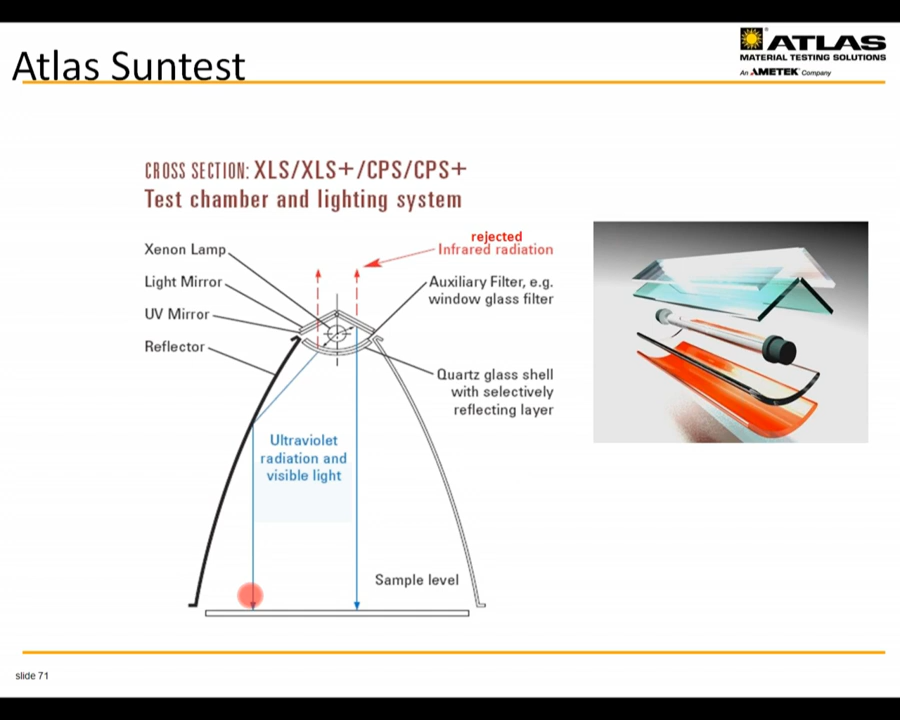 Atlas Suntest
ATLAS
MATERIAL TESTING SOLUTIONS
An AMETEK Company
CROSS SECTION: XLS/XLS+/CPS/CPS+
Test chamber and lighting system
Xenon Lamp
Light Mirror
UV Mirror
Reflector
rejected
Infrared radiation
Auxiliary Filter, e.g.
window glass filter
Quartz glass shell
with selectively
reflecting layer
Ultraviolet
radiation and
visible light
Sample level
slide 71